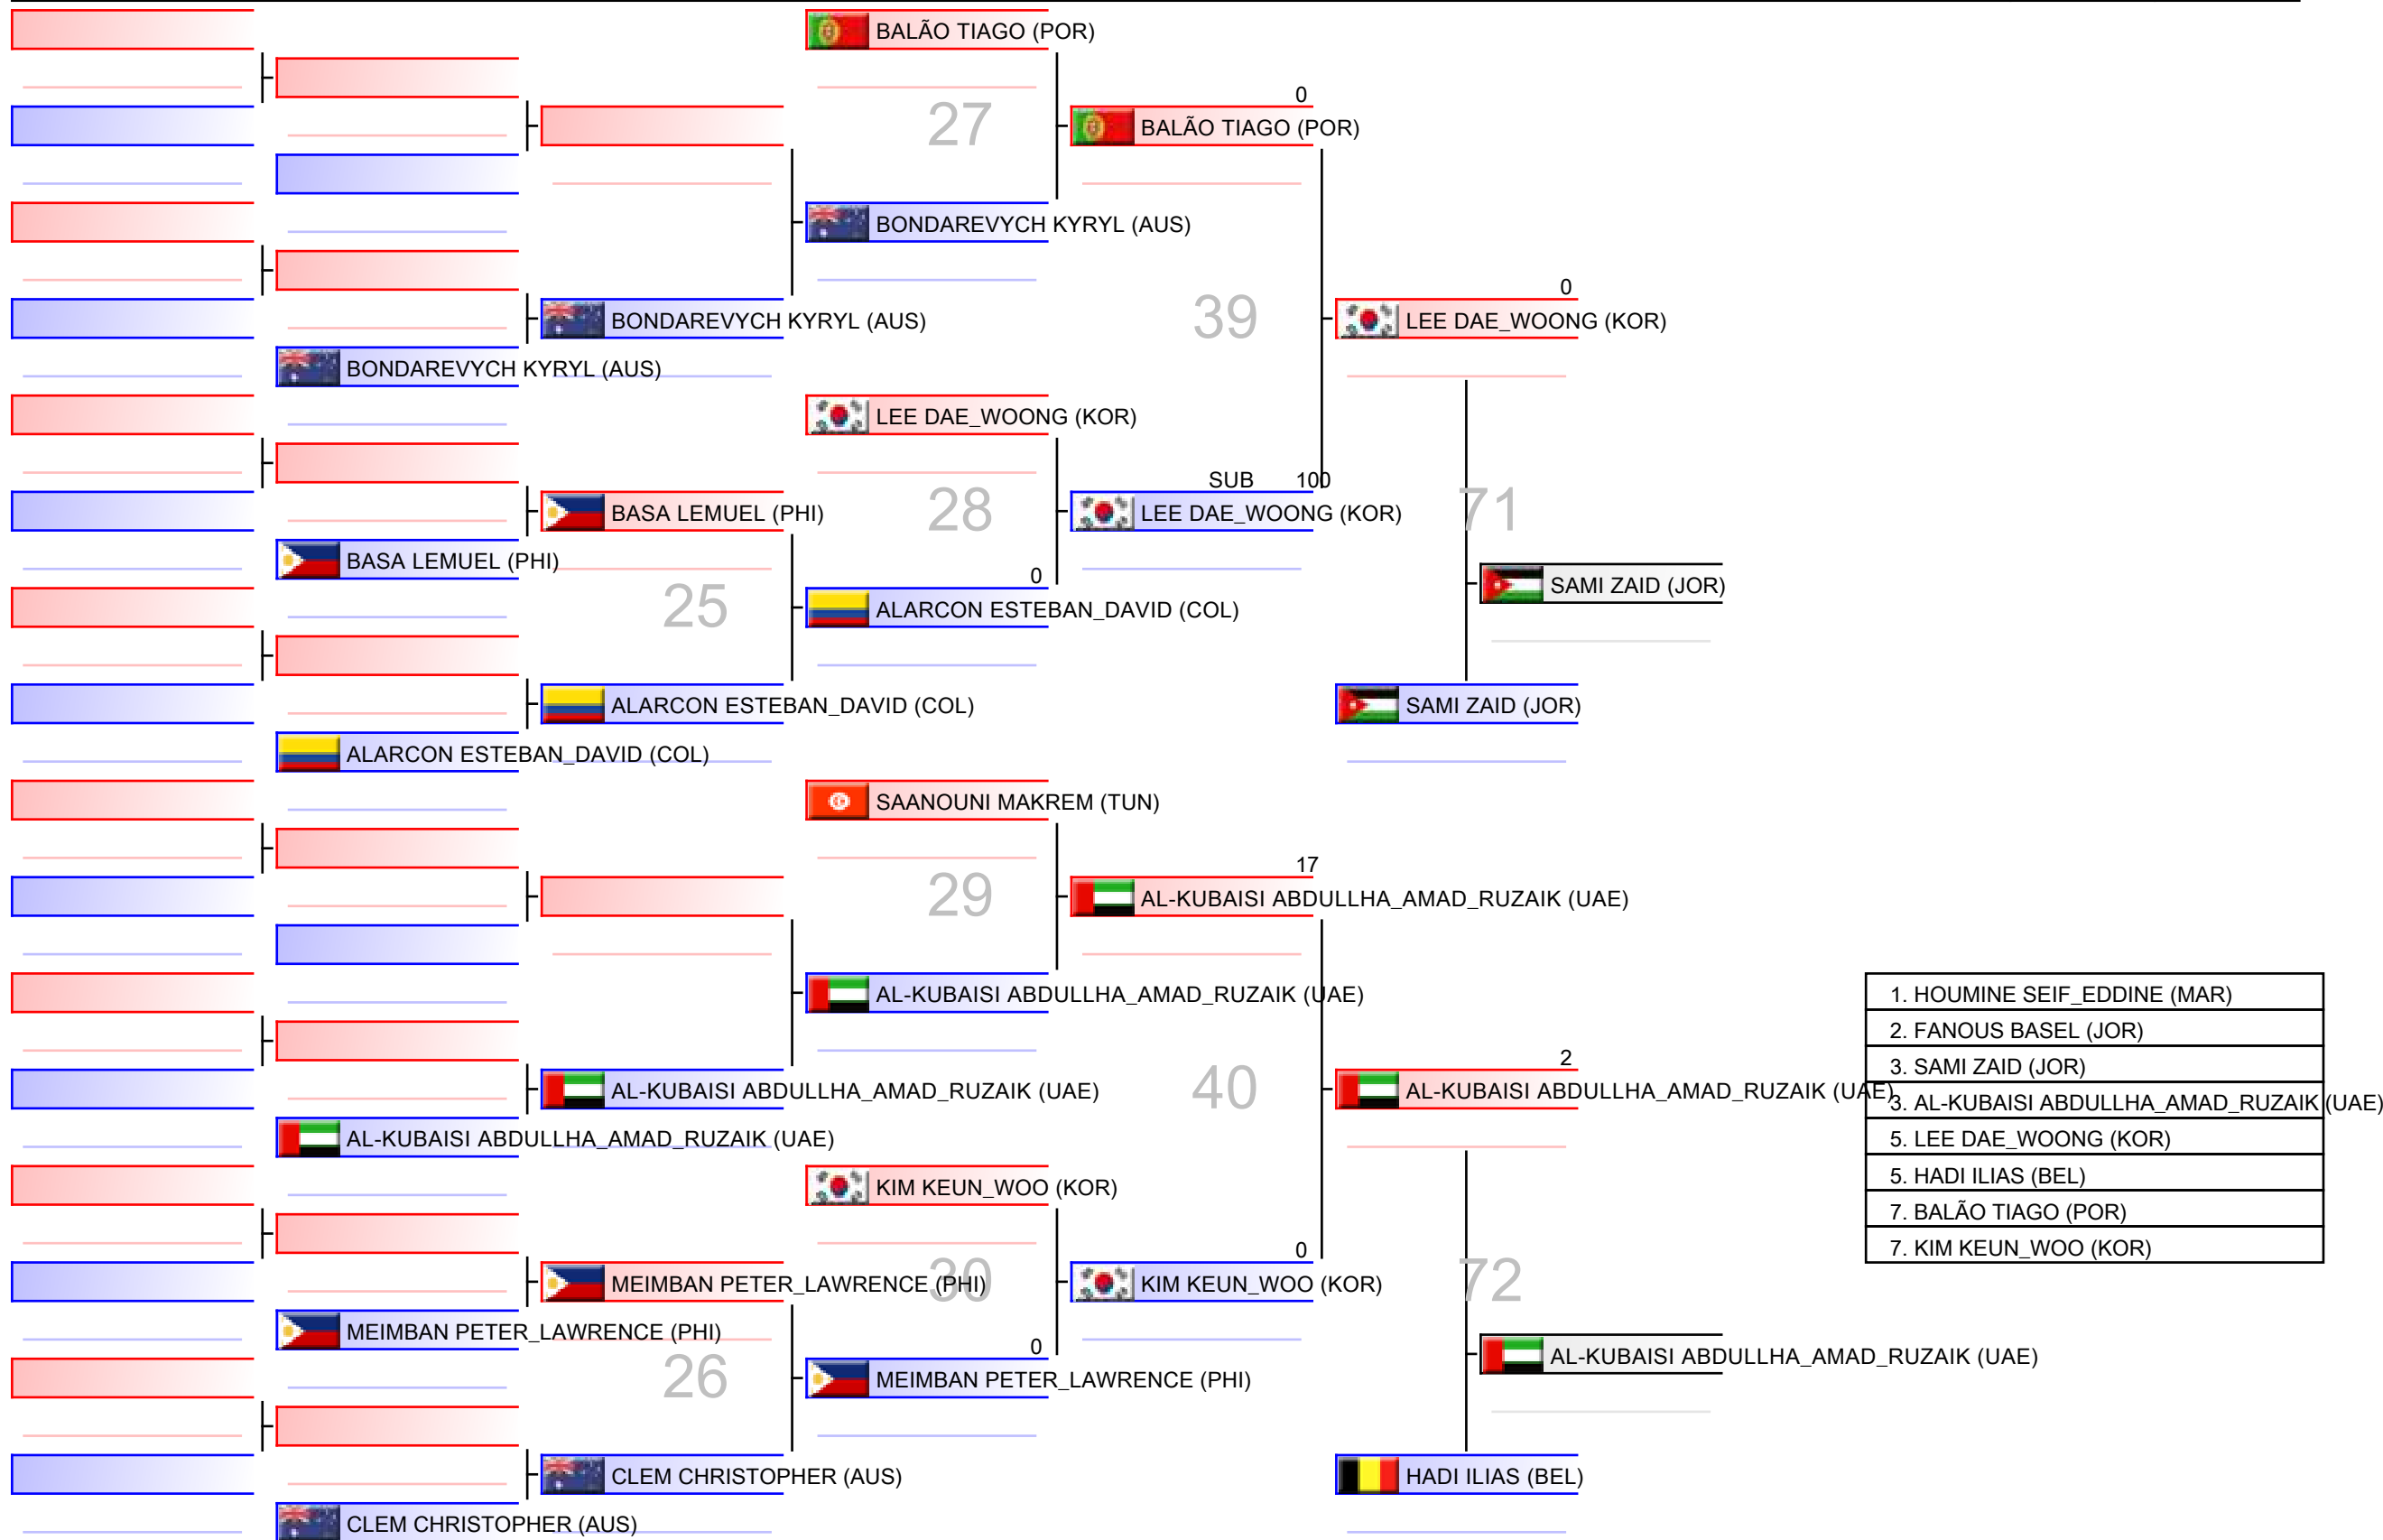 BALÃO TIAGO (POR)
27
0
BALÃO TIAGO (POR)
BONDAREVYCH KYRYL (AUS)
39
0
LEE DAE_WOONG (KOR)
BONDAREVYCH KYRYL (AUS)
BONDAREVYCH KYRYL (AUS)
LEE DAE_WOONG (KOR)
SUB 100
28
BASA LEMUEL (PHI)
LEE DAE_WOONG (KOR)
71
BASA LEMUEL (PHI)
0
SAMI ZAID (JOR)
25
ALARCON ESTEBAN_DAVID (COL)
ALARCON ESTEBAN_DAVID (COL)
SAMI ZAID (JOR)
ALARCON ESTEBAN_DAVID (COL)
SAANOUNI MAKREM (TUN)
17
29
AL-KUBAISI ABDULLHA_AMAD_RUZAIK (UAE)
AL-KUBAISI ABDULLHA_AMAD_RUZAIK (UAE)
40
2
AL-KUBAISI ABDULLHA_AMAD_RUZAIK (UAE)
AL-KUBAISI ABDULLHA_AMAD_RUZAIK (UAE)
AL-KUBAISI ABDULLHA_AMAD_RUZAIK (UAE)
KIM KEUN_WOO (KOR)
0
MEIMBAN PETER_LAWRENCE (PHI)
30
KIM KEUN_WOO (KOR)
72
MEIMBAN PETER_LAWRENCE (PHI)
0
AL-KUBAISI ABDULLHA_AMAD_RUZAIK (UAE)
26
MEIMBAN PETER_LAWRENCE (PHI)
CLEM CHRISTOPHER (AUS)
HADI ILIAS (BEL)
CLEM CHRISTOPHER (AUS)
1. HOUMINE SEIF_EDDINE (MAR)
2. FANOUS BASEL (JOR)
3. SAMI ZAID (JOR)
3. AL-KUBAISI ABDULLHA_AMAD_RUZAIK (UAE)
5. LEE DAE_WOONG (KOR)
5. HADI ILIAS (BEL)
7. BALÃO TIAGO (POR)
7. KIM KEUN_WOO (KOR)